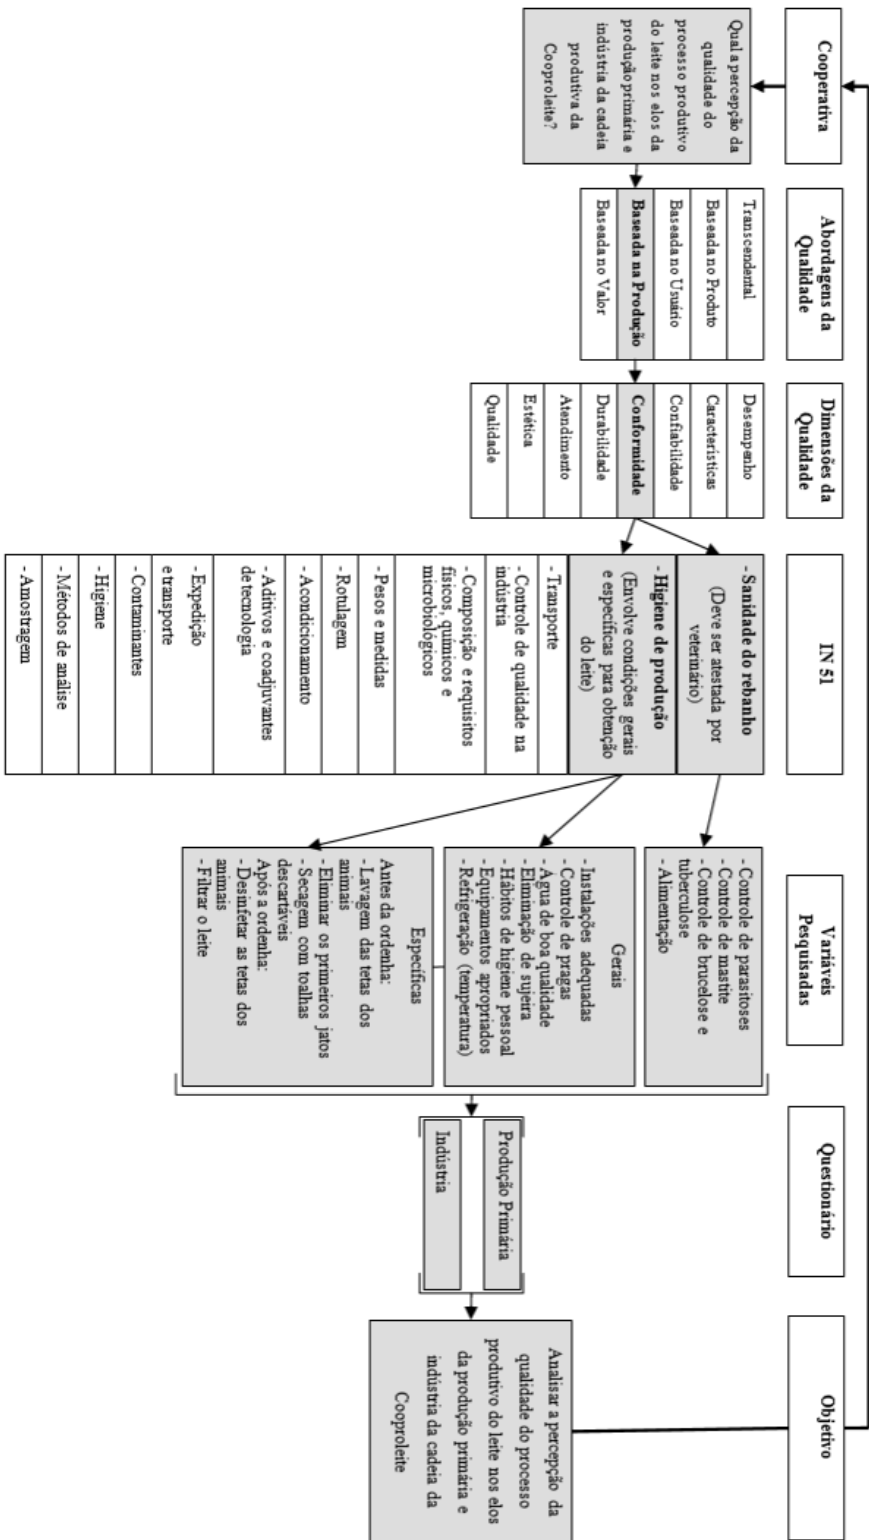 Cooperativa
Qual a percepção da
qualidade do
processo produtivo
do leite nos elos da
produção primária e
indústria da cadeia
produtiva da
Cooproleite?
Abordagens da
Qualidade
Transcendental
Baseada no Produto
Baseada no Usuário
Baseada na Produção
Baseada no Valor
Dimensões da
Qualidade
Desempenho
Características
Confiabilidade
Conformidade
Durabilidade
Atendimento
Estética
Qualidade
IN 51
- Sanidade do rebanho
(Deve ser atestada por
veterinário)
- Higiene de produção
(Envolve condições gerais
e específicas para obtenção
do leite)
- Transporte
- Controle de qualidade na
indústria
- Composição e requisitos
físicos, químicos e
microbiológicos
- Pesos e medidas
- Rotulagem
- Acondicionamento
- Aditivos e coadjuvantes
de tecnologia
- Expedição
e transporte
- Contaminantes
- Higiene
- Métodos de análise
- Amostragem
Variáveis
Pesquisadas
- Controle de parasitoses
- Controle de mastite
- Controle de brucelose e
tuberculose
- Alimentação
Gerais
- Instalações adequadas
- Controle de pragas
- Água de boa qualidade
- Eliminação de sujeira
- Hábitos de higiene pessoal
- Equipamentos apropriados
- Refrigeração (temperatura)
Específicas
Antes da ordenha:
- Lavagem das tetas dos
animais
- Eliminar os primeiros jatos
- Secagem com toalhas
descartáveis
Após a ordenha:
- Desinfetar as tetas dos
animais
- Filtrar o leite
Questionário
Produção Primária
Indústria
Objetivo
Analisar a percepção da
qualidade do processo
produtivo do leite nos elos
da produção primária e
indústria da cadeia da
Cooproleite